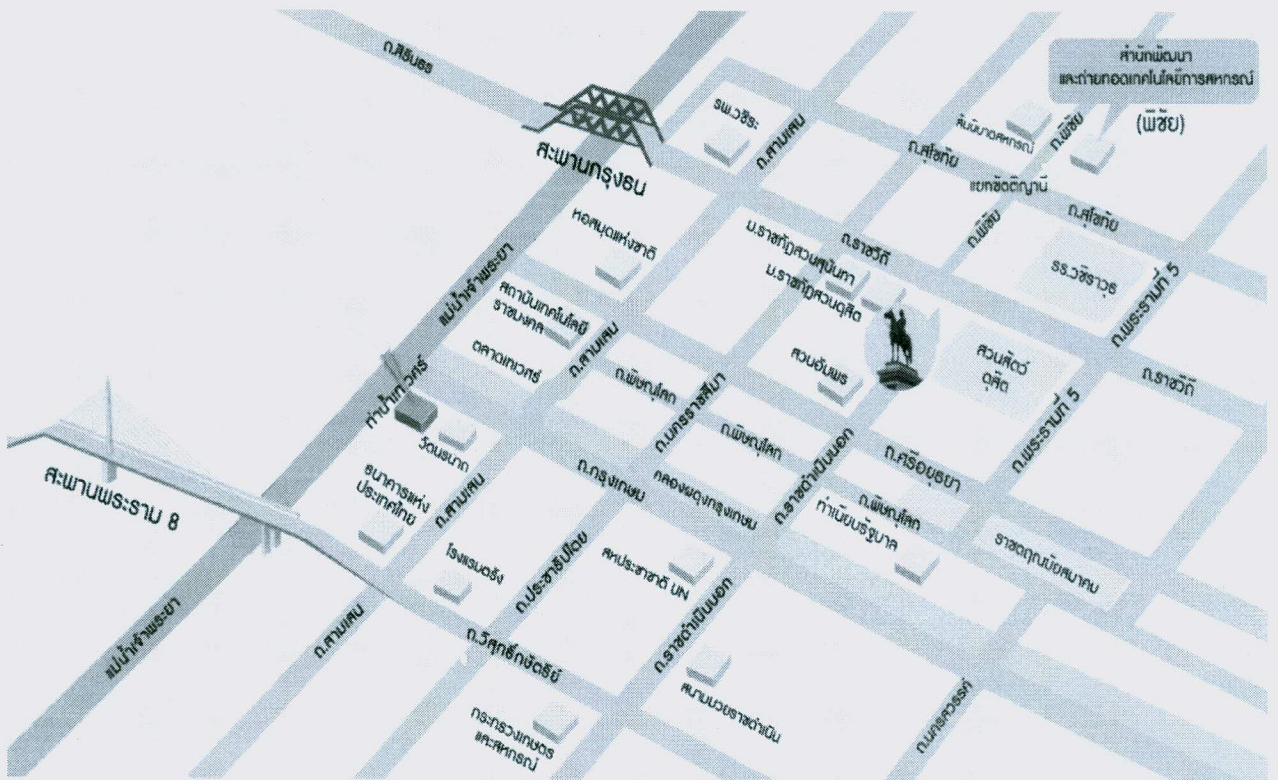 ถ.สิรินธร
สำนักพัฒนา
และถ่ายทอดเทคโนโลยีการสหกรณ์
(พิชัย)
รพ.วชิระ
ถ.สามเสน
สันนิบาตสหกรณ์
ถ.พิชัย
ถ.สุโขทัย
สะพานกรุงธน
แยกขัตติญานี
ถ.สุโขทัย
ถ.พิชัย
หอสมุดแห่งชาติ
ม.ราชภัฏสวนสุนันทา
ถ.ราชวิถี
ม.ราชภัฏสวนดุสิต
รร.วชิราวุธ
ถ.พระรามที่ 5
แม่น้ำเจ้าพระยา
สถาบันเทคโนโลยี
ราชมงคล
ถ.สามเสน
ตลาดเทเวศร์
สวนอัมพร
สวนสัตว์
ดุสิต
ถ.ราชวิถี
ท่าน้ำเทเวศร์
ถ.พิษณุโลก
ถ.นครราชสีมา
ถ.พระรามที่ 5
วัดนรนาถ
ถ.พิษณุโลก
ถ.ศรีอยุธยา
สะพานพระราม 8
ธนาคารแห่ง
ประเทศไทย
ถ.สามเสน
ถ.กรุงเกษม
คลองผดุงกรุงเกษม
ถ.ราชดำเนินนอก
ถ.พิษณุโลก
ทำเนียบรัฐบาล
ราชตฤณมัยสมาคม
โรงแรมตรัง
ถ.ประชาธิปไตย
สหประชาชาติ UN
แม่น้ำเจ้าพระยา
ถ.สามเสน
ถ.วิสุทธิ์กษัตริย์
ถ.ราชดำเนินนอก
สนามมวยราชดำเนิน
ถ.นครสวรรค์
กระทรวงเกษตร
และสหกรณ์